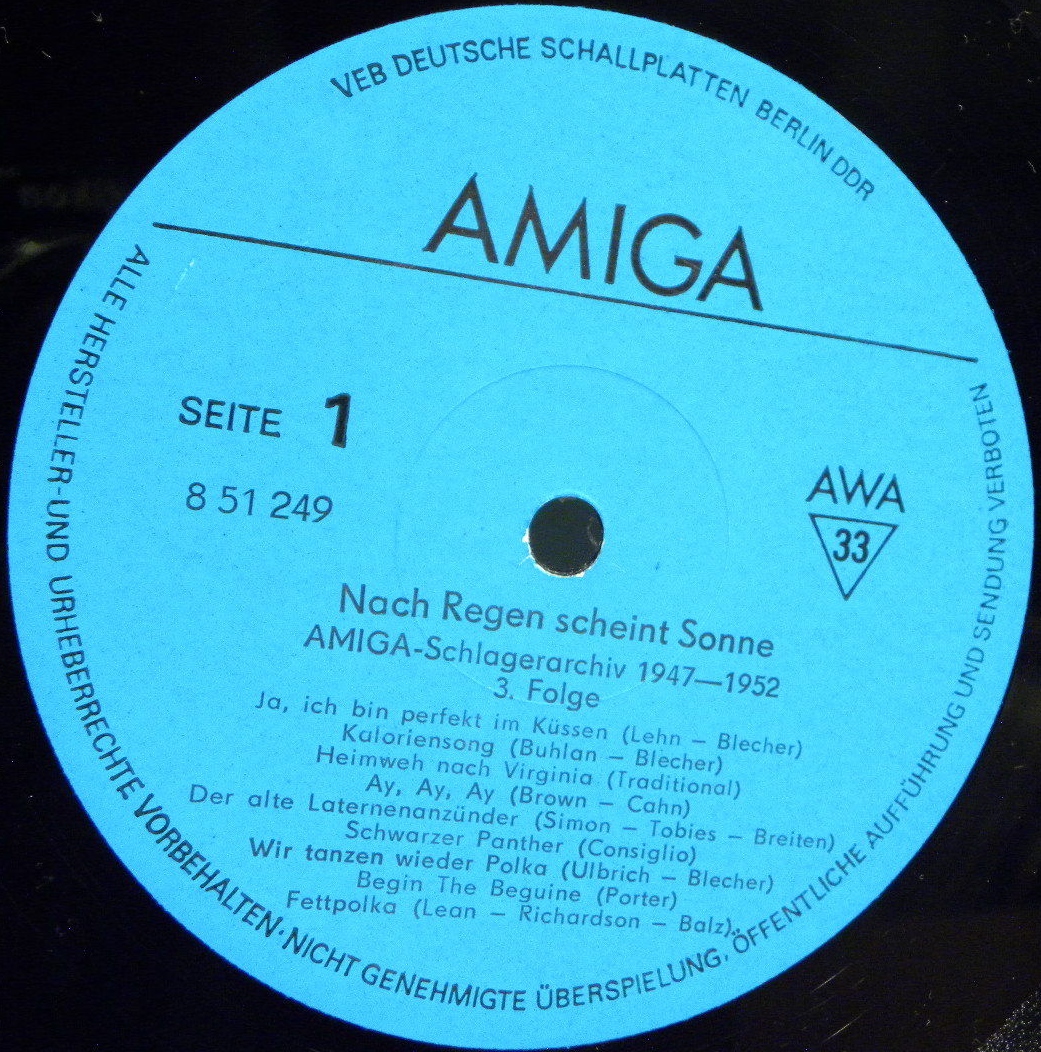 VEB DEUTSCHE SCHALLPLATTEN BERLIN DDR
AMIGA
SEITE 1
8 51 249
AWA
33
Nach Regen scheint Sonne
AMIGA-Schlagerarchiv 1947—1952
3. Folge
Ja, ich bin perfekt im Küssen (Lehn – Blecher)
Kaloriensong (Buhlan – Blecher)
Heimweh nach Virginia (Traditional)
Ay, Ay, Ay (Brown – Cahn)
Der alte Laternenanzünder (Simon – Tobies – Breiten)
Schwarzer Panther (Consiglio)
Wir tanzen wieder Polka (Ulbrich – Blecher)
Begin The Beguine (Porter)
Fettpolka (Lean – Richardson – Balz)
ALLE HERSTELLER-UND URHEBERRECHTE VORBEHALTEN·NICHT GENEHMIGTE ÜBERSPIELUNG, ÖFFENTLICHE AUFFÜHRUNG UND SENDUNG VERBOTEN